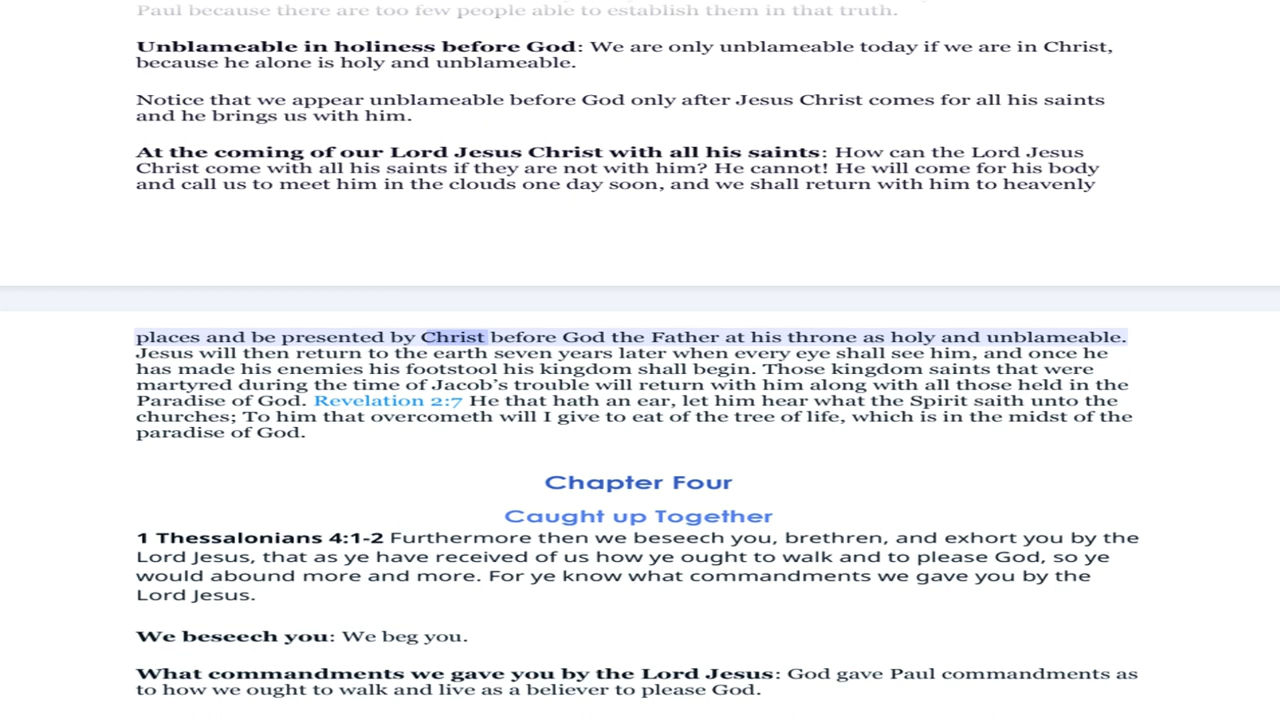 Paul because there are too few people able to establish them in that truth.
Unblameable in holiness before God: We are only unblameable today if we are in Christ,
because he alone is holy and unblameable.
Notice that we appear unblameable before God only after Jesus Christ comes for all his saints
and he brings us with him.
At the coming of our Lord Jesus Christ with all his saints: How can the Lord Jesus
Christ come with all his saints if they are not with him? He cannot! He will come for his body
and call us to meet him in the clouds one day soon, and we shall return with him to heavenly
places and be presented by Christ before God the Father at his throne as holy and unblameable.
Jesus will then return to the earth seven years later when every eye shall see him, and once he
has made his enemies his footstool his kingdom shall begin. Those kingdom saints that were
martyred during the time of Jacob’s trouble will return with him along with all those held in the
Paradise of God. Revelation 2:7 He that hath an ear, let him hear what the Spirit saith unto the
churches; To him that overcometh will I give to eat of the tree of life, which is in the midst of the
paradise of God.
Chapter Four
Caught up Together
1 Thessalonians 4:1-2 Furthermore then we beseech you, brethren, and exhort you by the
Lord Jesus, that as ye have received of us how ye ought to walk and to please God, so ye
would abound more and more. For ye know what commandments we gave you by the
Lord Jesus.
We beseech you: We beg you.
What commandments we gave you by the Lord Jesus: God gave Paul commandments as
to how we ought to walk and live as a believer to please God.